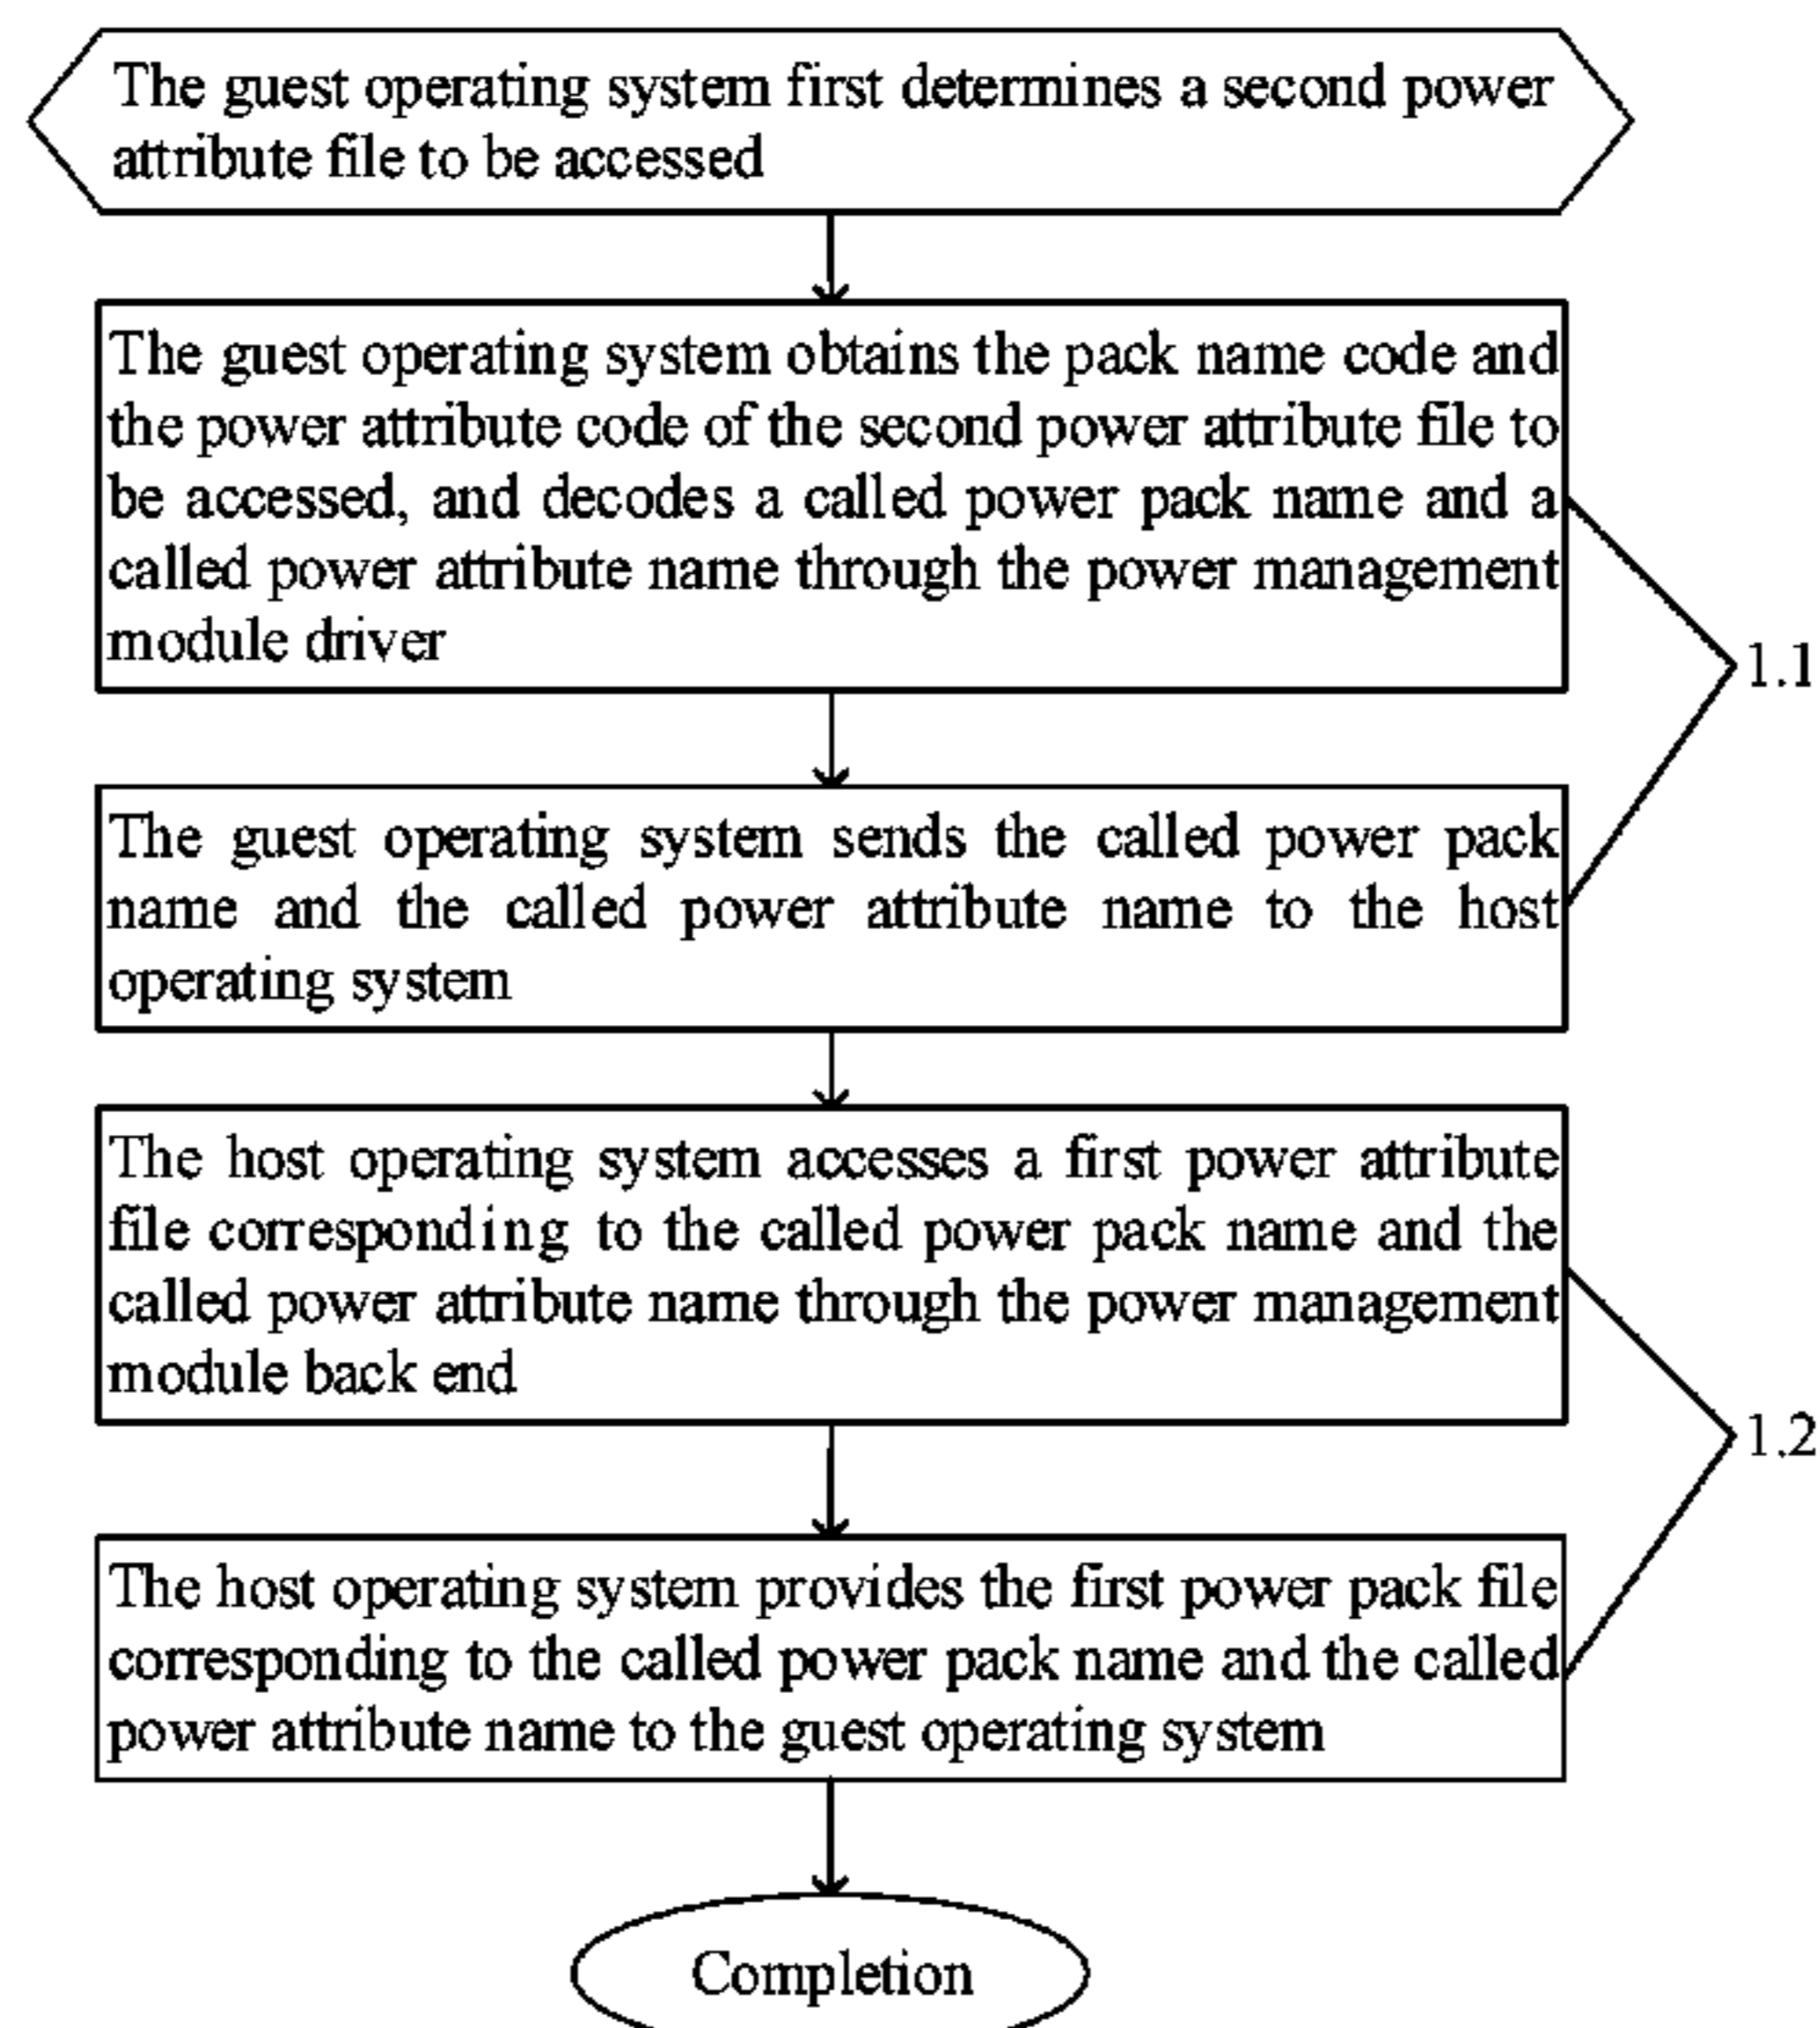 The guest operating system first determines a second power
attribute file to be accessed
The guest operating system obtains the pack name code and
the power attribute code of the second power attribute file to
be accessed, and decodes a called power pack name and a
called power attribute name through the power management
module driver
1.1
The guest operating system sends the called power pack
name and the called power attribute name to the host
operating system
The host operating system accesses a first power attribute
file corresponding to the called power pack name and the
called power attribute name through the power management
module back end
1.2
The host operating system provides the first power pack file
corresponding to the called power pack name and the called
power attribute name to the guest operating system
Completion